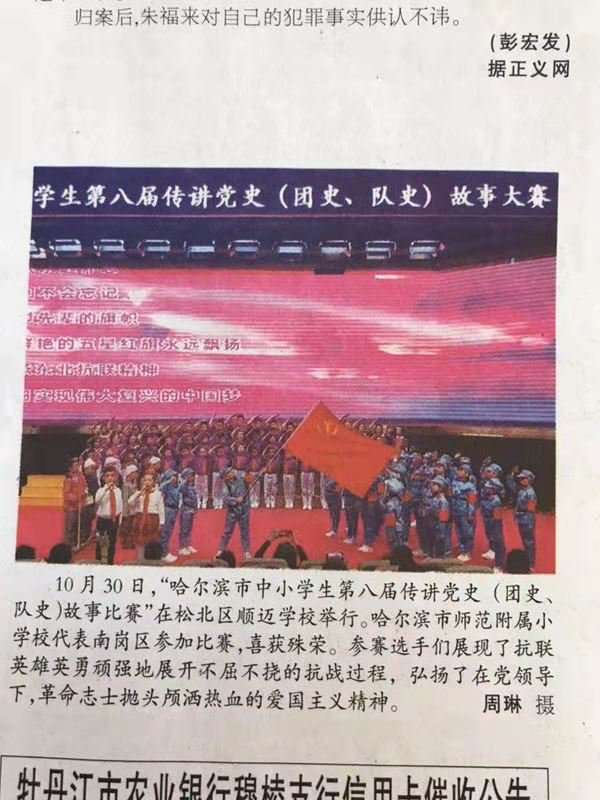 归案后,朱福来对自己的犯罪事实供认不讳。
(彭宏发)
据正义网
学生第八届传讲党史（团史、队史）故事大赛
不会忘记
先辈的旗帜
艳的五星红旗永远飘扬
东北抗联精神
实现伟大复兴的中国梦
10月30日,“哈尔滨市中小学生第八届传讲党史（团史、
队史)故事比赛”在松北区顺迈学校举行。哈尔滨市师范附属小
学校代表南岗区参加比赛,喜获殊荣。参赛选手们展现了抗联
英雄英勇顽强地展开不屈不挠的抗战过程，弘扬了在党领导
下,革命志士抛头颅洒热血的爱国主义精神。 周琳 摄
牡丹江市农业银行穆棱支行信用卡催收公告